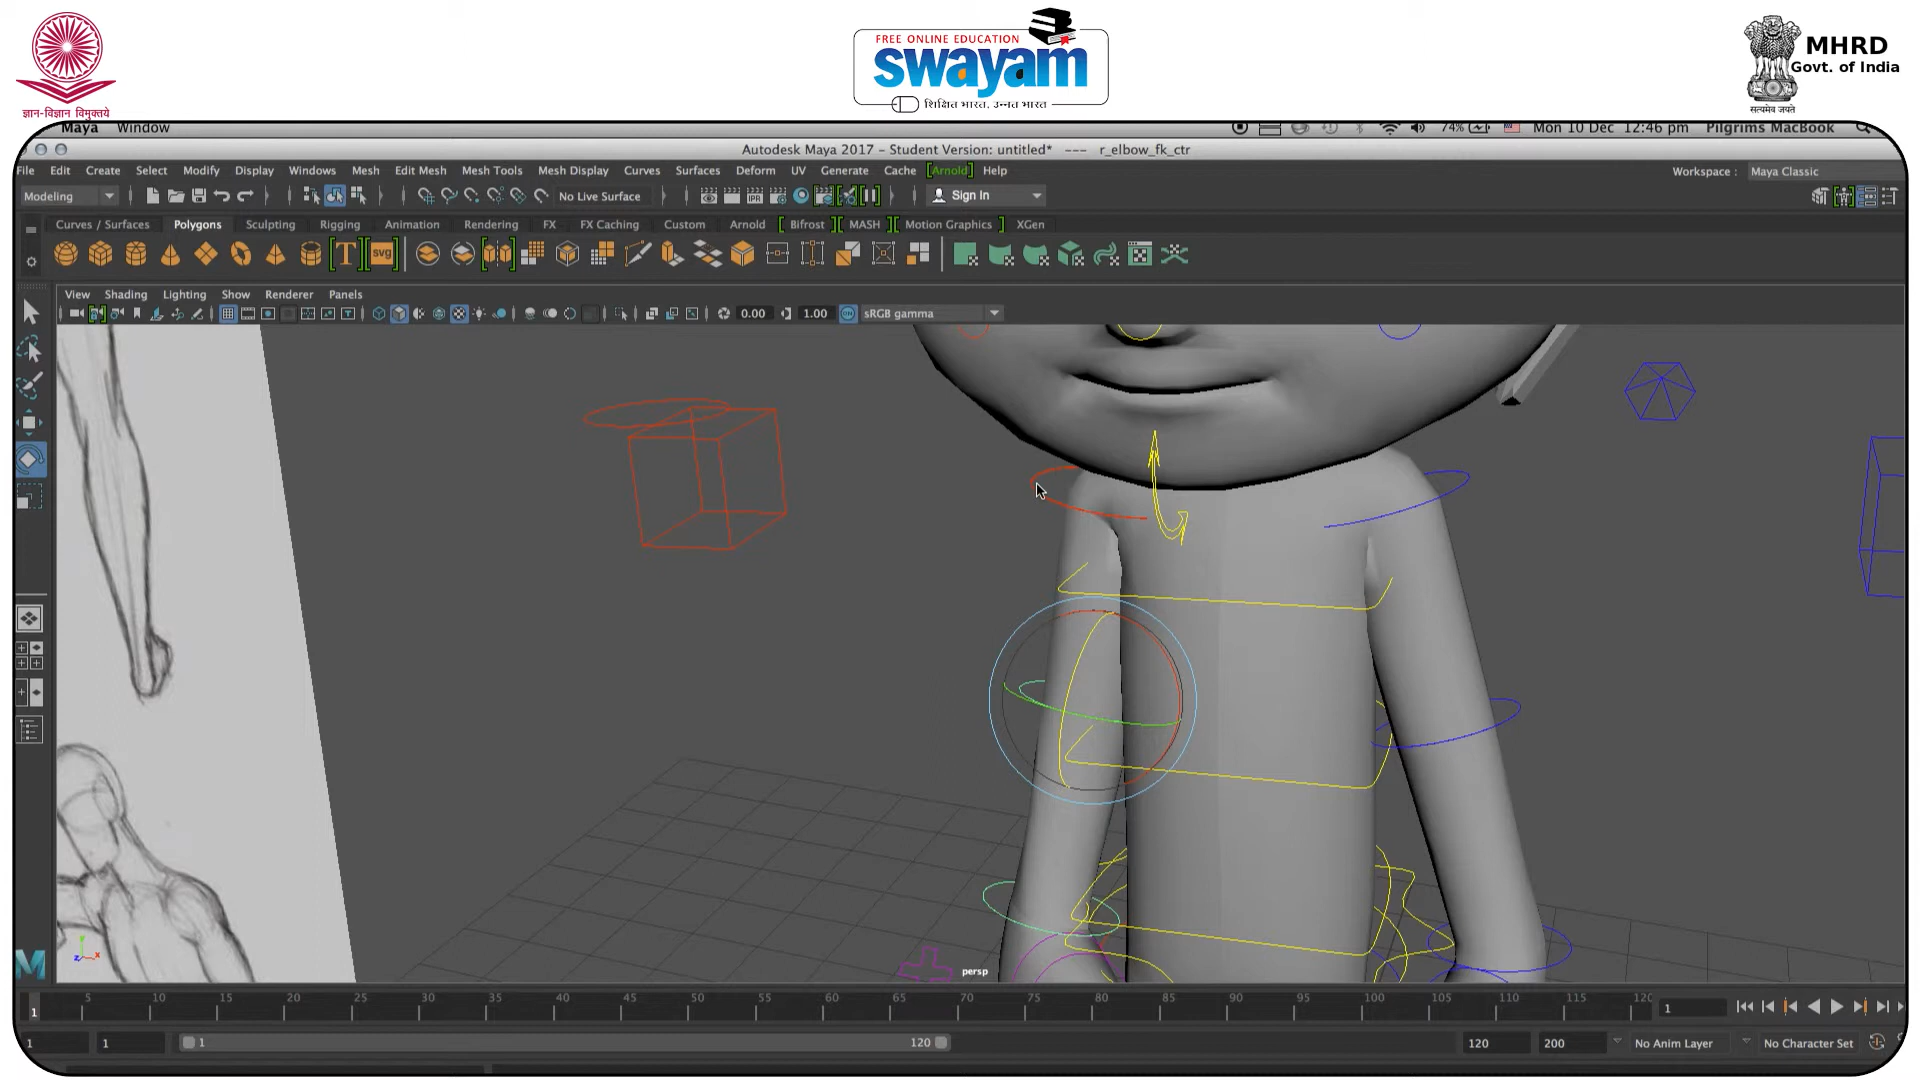 ज्ञान-विज्ञान विमुक्तये
FREE ONLINE EDUCATION
swayam
शिक्षित भारत, उन्नत भारत
सत्यमेव जयते
MHRD
Govt. of India
Maya Window
74% Mon 10 Dec 12:46 pm Pilgrims MacBook
Autodesk Maya 2017 - Student Version: untitled* --- r_elbow_fk_ctr
File Edit Create Select Modify Display Windows Mesh Edit Mesh Mesh Tools Mesh Display Curves Surfaces Deform UV Generate Cache Arnold Help Workspace : Maya Classic
Modeling No Live Surface IPR Sign In
Curves / Surfaces Polygons Sculpting Rigging Animation Rendering FX FX Caching Custom Arnold Bifrost MASH Motion Graphics XGen
T svg
View Shading Lighting Show Renderer Panels
0.00 1.00 ON sRGB gamma
y
z x
persp
5 10 15 20 25 30 35 40 45 50 55 60 65 70 75 80 85 90 95 100 105 110 115 120
1 1
1 1 1 120 120 200 No Anim Layer No Character Set